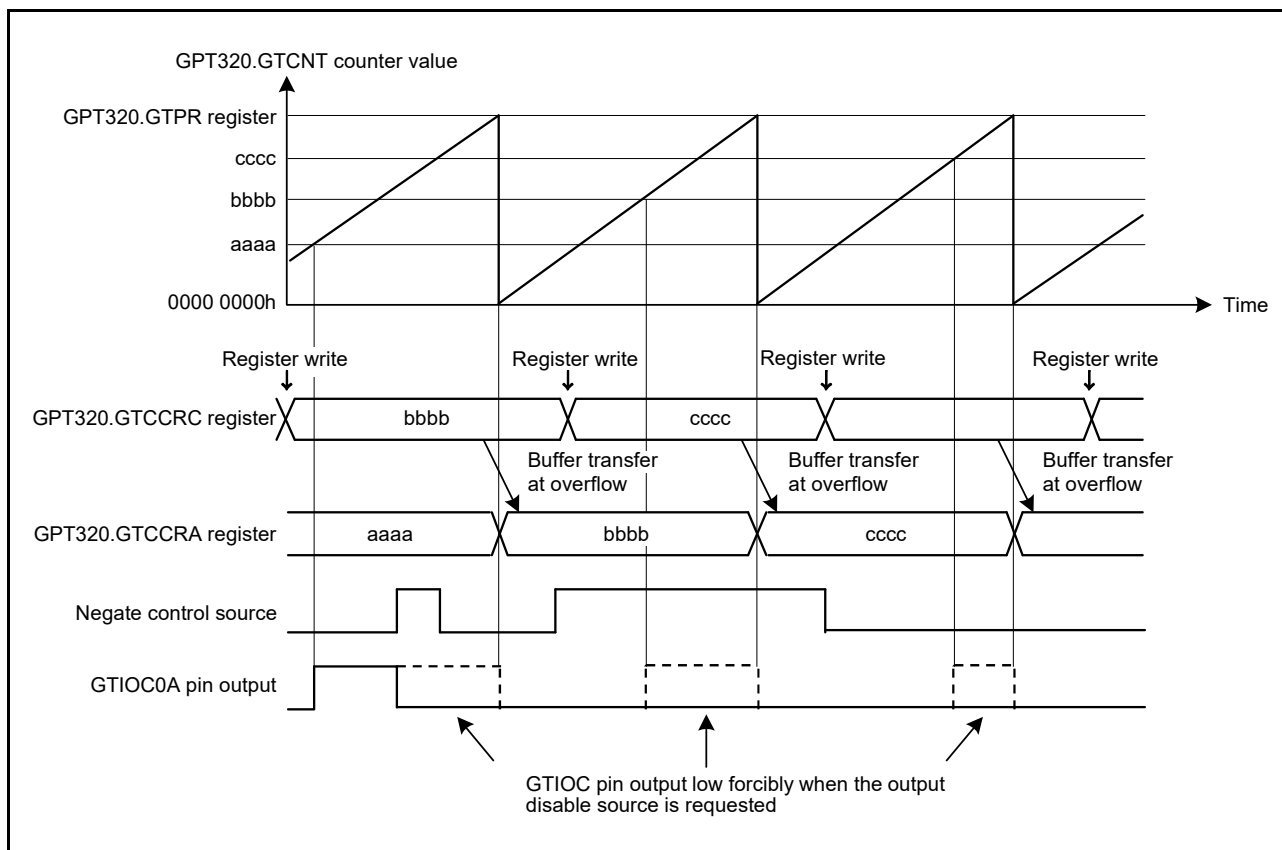 GPT320.GTCNT counter value
GPT320.GTPR register
cccc
bbbb
aaaa
0000 0000h
Time
Register write
Register write
Register write
Register write
GPT320.GTCCRC register
bbbb
cccc
Buffer transfer
at overflow
Buffer transfer
at overflow
Buffer transfer
at overflow
GPT320.GTCCRA register
aaaa
bbbb
cccc
Negate control source
GTIOC0A pin output
GTIOC pin output low forcibly when the output
disable source is requested